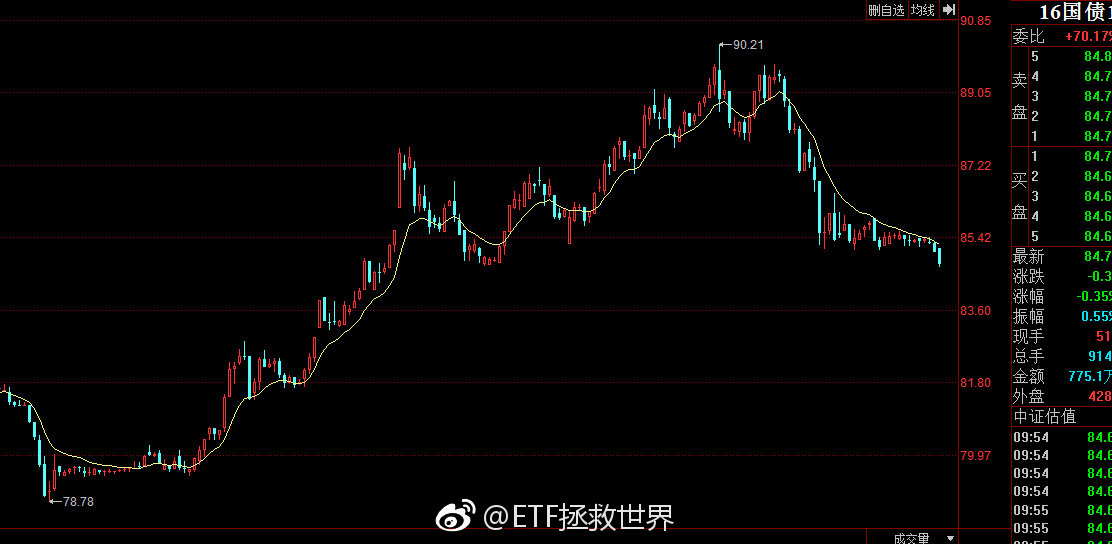 删自选 均线
16国债1
90.85
90.21
89.05
87.22
85.42
83.60
81.80
79.97
78.78
委比 +70.17%
卖盘
5 84.8
4 84.7
3 84.7
2 84.7
1 84.7
买盘
1 84.7
2 84.6
3 84.6
4 84.6
5 84.6
最新 84.7
涨跌 -0.3
涨幅 -0.35%
振幅 0.55%
现手 51
总手 914
金额 775.1万
外盘 428
中证估值
09:54 84.6
09:54 84.6
09:54 84.6
09:54 84.6
09:55 84.6
09:55 84.6
@ETF拯救世界
成交量